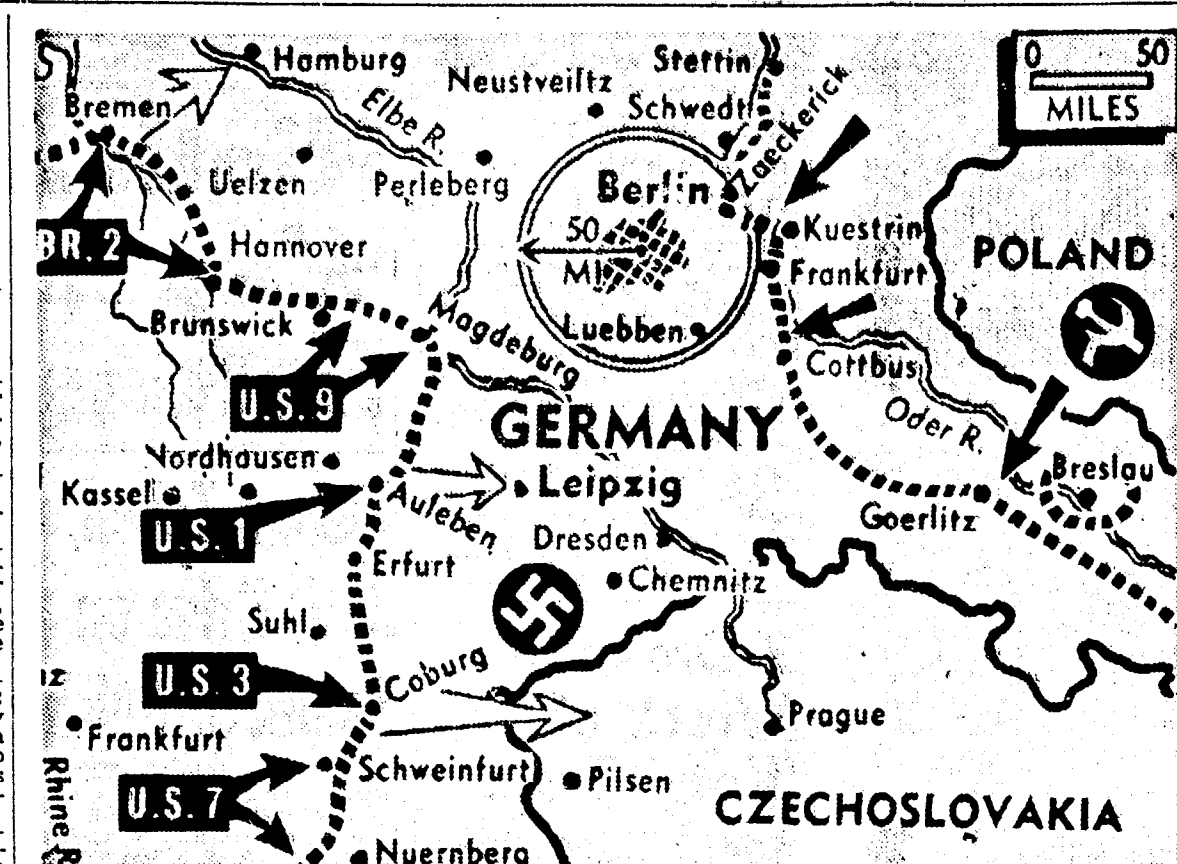 Hamburg
Stettin
0 50
MILES
Neustveiltz
Schwedt
Bremen
Elbe R.
Zaeckerick
Uelzen
Perleberg
Berlin
BR. 2
Hannover
50
MI.
Kuestrin
POLAND
Frankfurt
Brunswick
Magdeburg
Luebben
Cottbus
U.S. 9
GERMANY
Oder R.
Nordhausen
Kassel
Auleben
Leipzig
Breslau
U.S. 1
Goerlitz
Erfurt
Dresden
Chemnitz
Suhl
U.S. 3
Coburg
Prague
Frankfurt
Rhine R
Schweinfurt
Pilsen
U.S. 7
CZECHOSLOVAKIA
Nuernberg